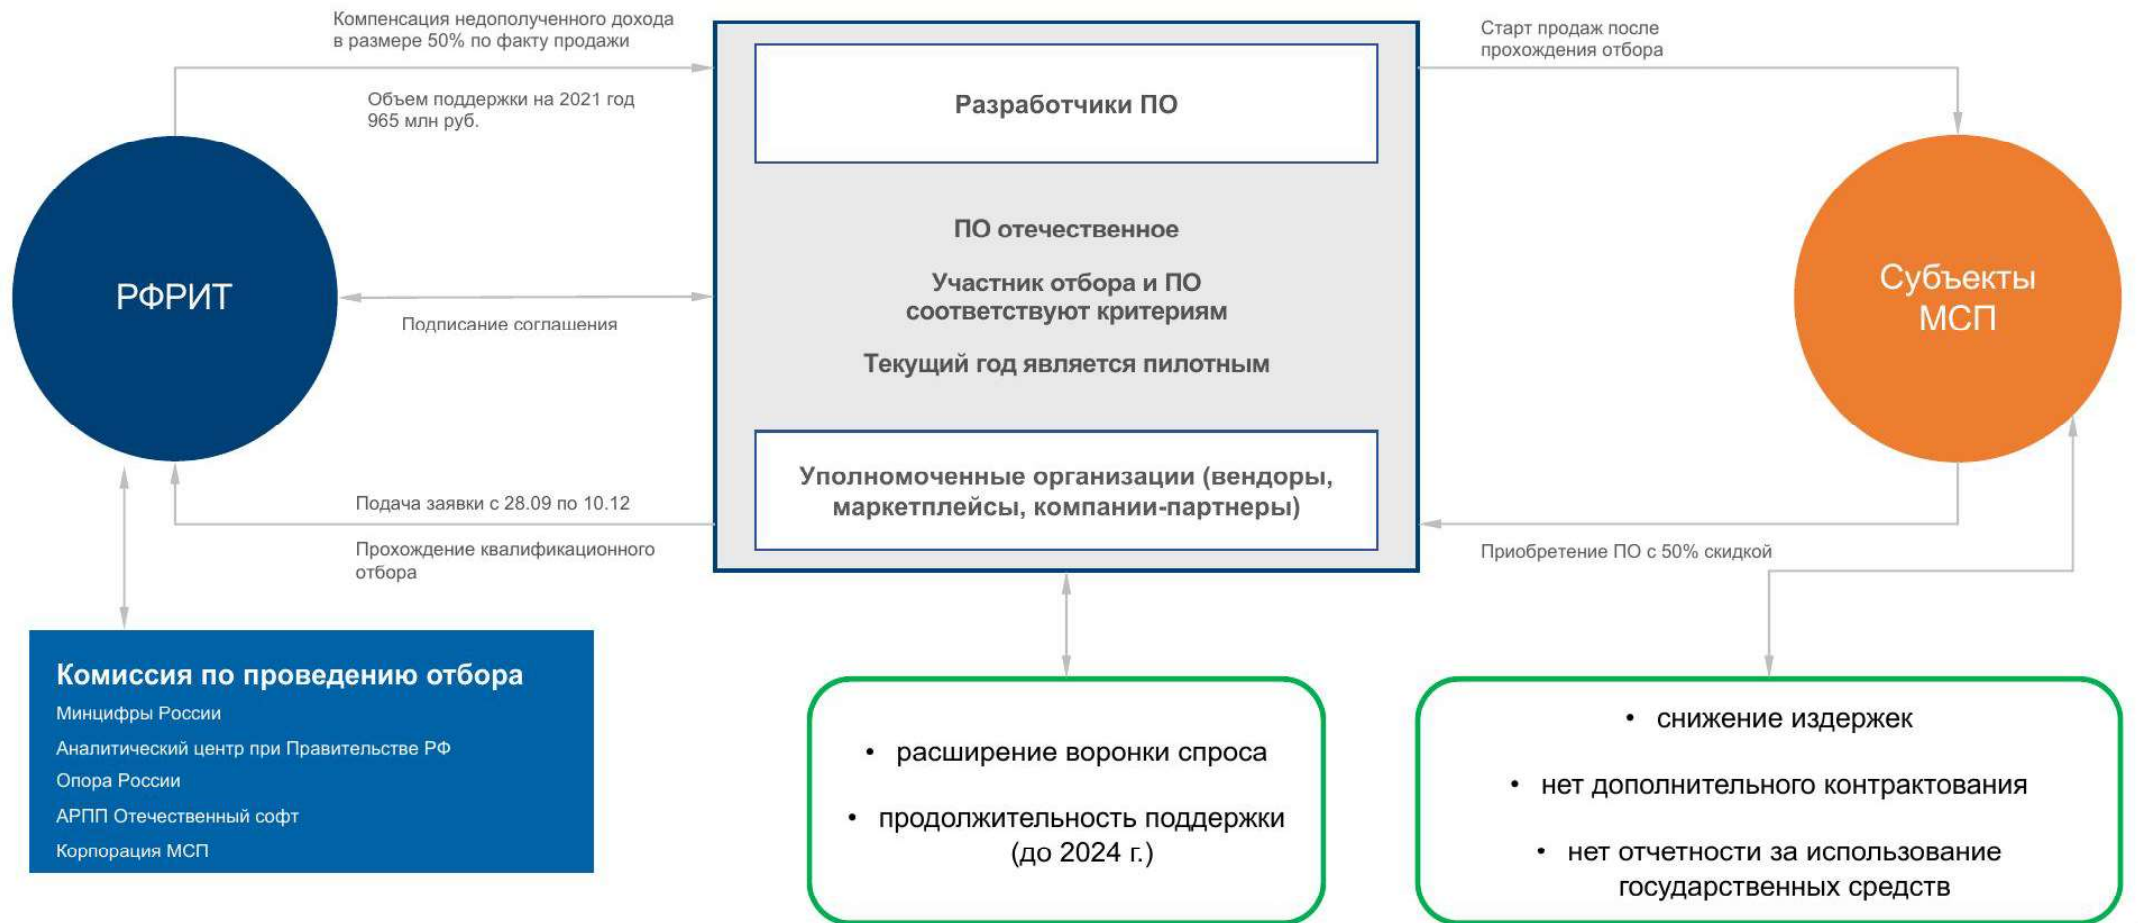 Компенсация недополученного дохода
в размере 50% по факту продажи
Объем поддержки на 2021 год
965 млн руб.
РФРИТ
Подписание соглашения
Подача заявки с 28.09 по 10.12
Прохождение квалификационного
отбора
Комиссия по проведению отбора
Минцифры России
Аналитический центр при Правительстве РФ
Опора России
АРПП Отечественный софт
Корпорация МСП
Разработчики ПО
ПО отечественное
Участник отбора и ПО
соответствуют критериям
Текущий год является пилотным
Уполномоченные организации (вендоры,
маркетплейсы, компании-партнеры)
• расширение воронки спроса
• продолжительность поддержки
(до 2024 г.)
Старт продаж после
прохождения отбора
Субъекты
МСП
Приобретение ПО с 50% скидкой
• снижение издержек
• нет дополнительного контрактования
• нет отчетности за использование
государственных средств